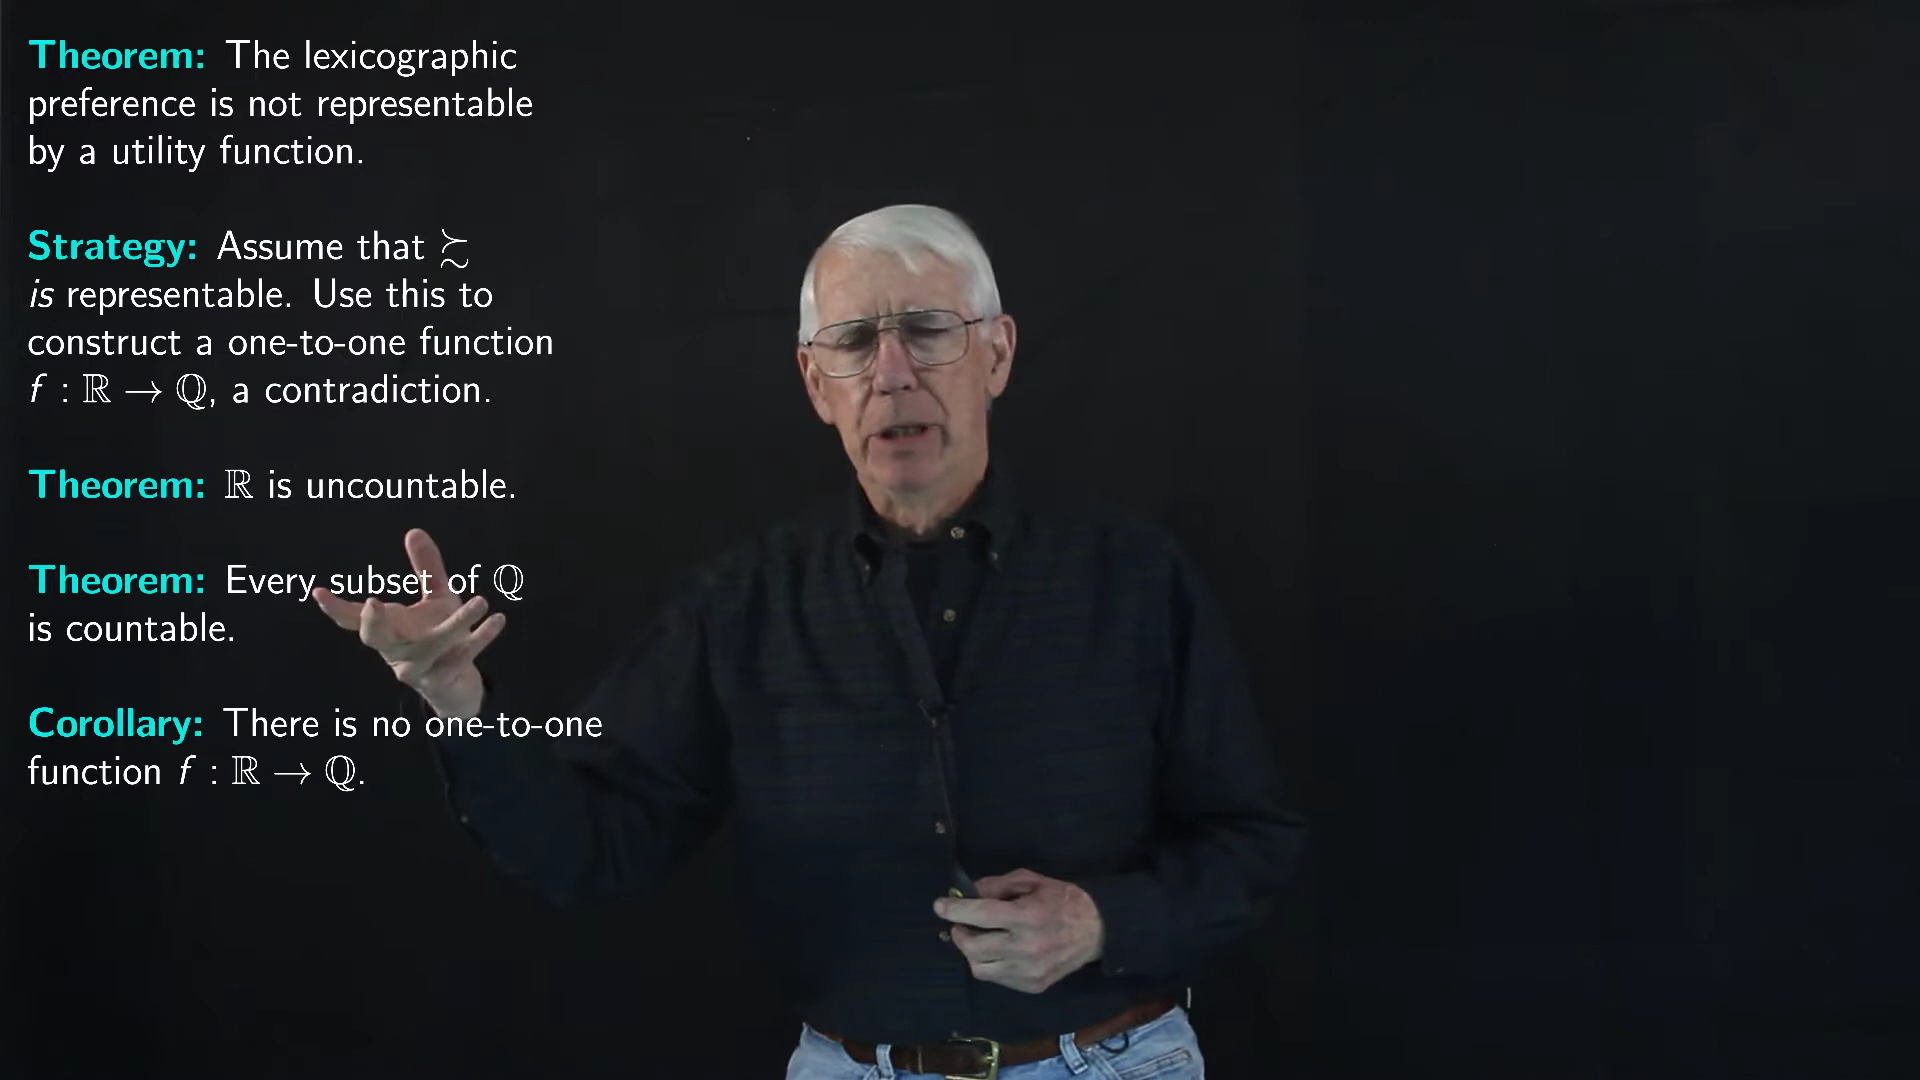 Theorem: The lexicographic
preference is not representable
by a utility function.
Strategy: Assume that ≿
is representable. Use this to
construct a one-to-one function
f : ℝ → ℚ, a contradiction.
Theorem: ℝ is uncountable.
Theorem: Every subset of ℚ
is countable.
Corollary: There is no one-to-one
function f : ℝ → ℚ.